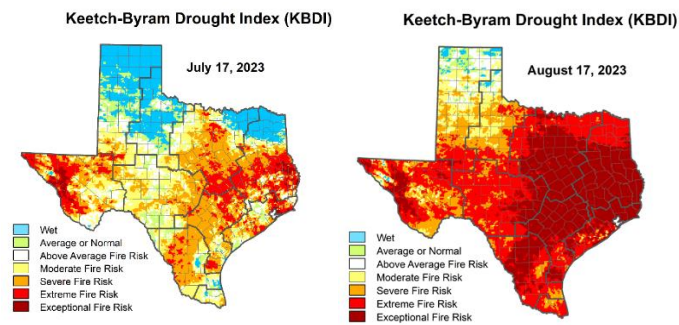 Keetch-Byram Drought Index (KBDI)
July 17, 2023
Wet
Average or Normal
Above Average Fire Risk
Moderate Fire Risk
Severe Fire Risk
Extreme Fire Risk
Exceptional Fire Risk
Keetch-Byram Drought Index (KBDI)
August 17, 2023
Wet
Average or Normal
Above Average Fire Risk
Moderate Fire Risk
Severe Fire Risk
Extreme Fire Risk
Exceptional Fire Risk